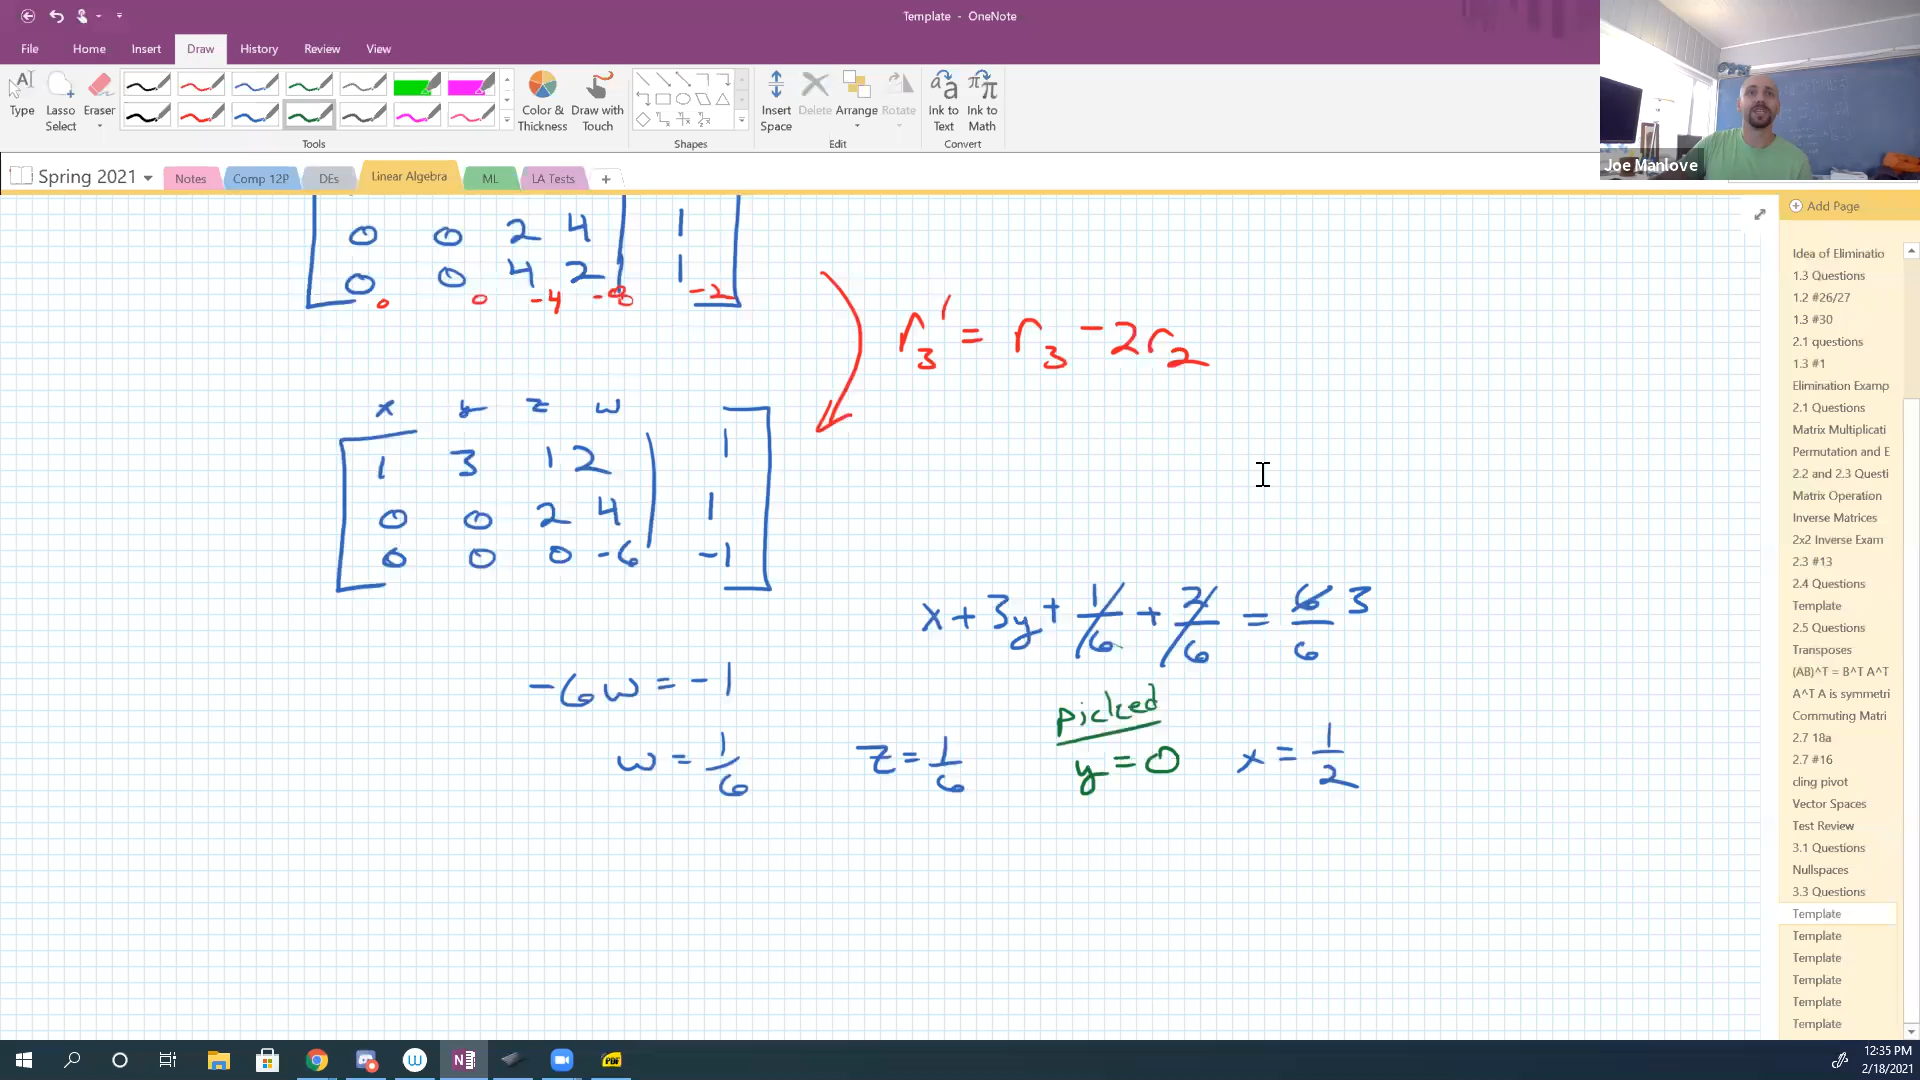 Template - OneNote
File Home Insert Draw History Review View
Type
Lasso Select
Eraser
Tools
Color & Thickness
Draw with Touch
Shapes
Insert Space
Delete
Arrange
Rotate
Edit
Ink to Text
Ink to Math
Convert
Joe Manlove
Spring 2021
Notes Comp 12P DEs Linear Algebra ML LA Tests +
0 0 2 4 | 1
0 0 4 2 | 1
0 0 -4 -8 -2
r₃' = r₃ - 2r₂
x y z w
1 3 1 2 | 1
0 0 2 4 | 1
0 0 0 -6 | -1
x + 3y + 1/6 + 2/6 = 6/6 3
-6w = -1
picked
w = 1/6 z = 1/6 y = 0 x = 1/2
Add Page
Idea of Eliminatio
1.3 Questions
1.2 #26/27
1.3 #30
2.1 questions
1.3 #1
Elimination Examp
2.1 Questions
Matrix Multiplicati
Permutation and E
2.2 and 2.3 Questi
Matrix Operation
Inverse Matrices
2x2 Inverse Exam
2.3 #13
2.4 Questions
Template
2.5 Questions
Transposes
(AB)^T = B^T A^T
A^T A is symmetri
Commuting Matri
2.7 18a
2.7 #16
cling pivot
Vector Spaces
Test Review
3.1 Questions
Nullspaces
3.3 Questions
Template
Template
Template
Template
Template
Template
12:35 PM
2/18/2021